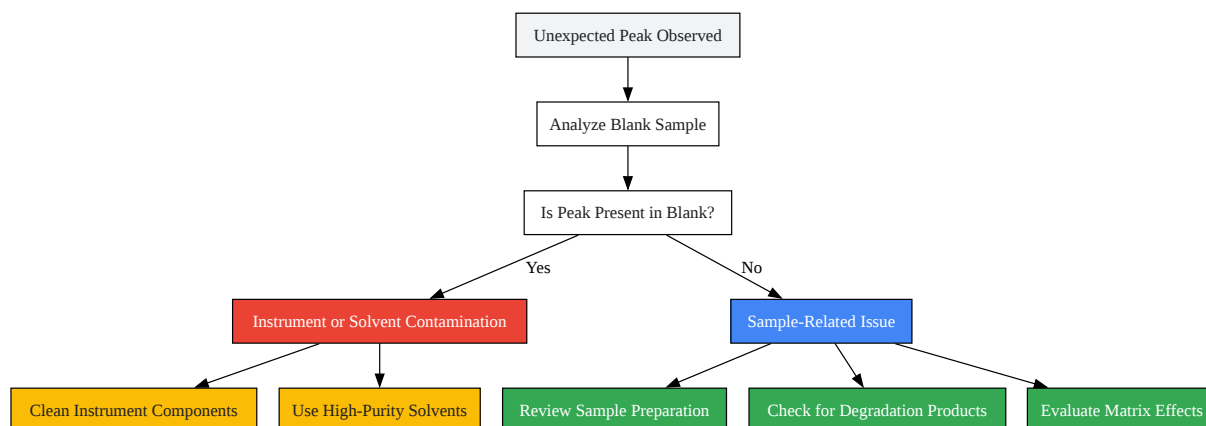 Unexpected Peak Observed
Analyze Blank Sample
Is Peak Present in Blank?
Yes
No
Instrument or Solvent Contamination
Sample-Related Issue
Clean Instrument Components
Use High-Purity Solvents
Review Sample Preparation
Check for Degradation Products
Evaluate Matrix Effects